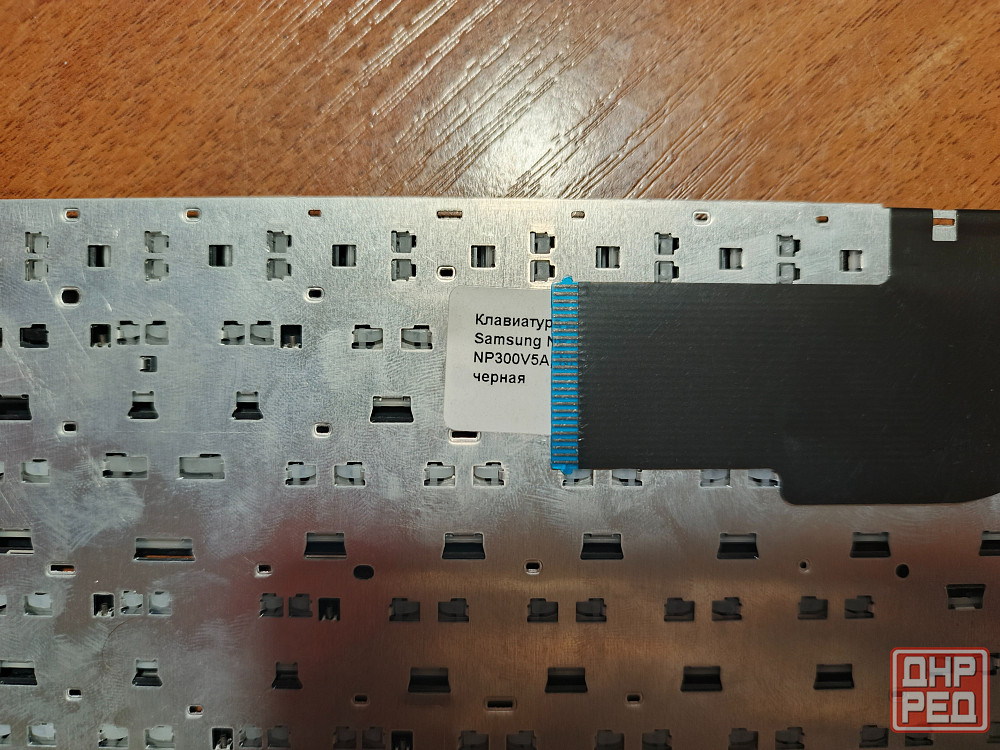 Клавиатур
Samsung N
NP300V5A
черная
ДНР
РЕД